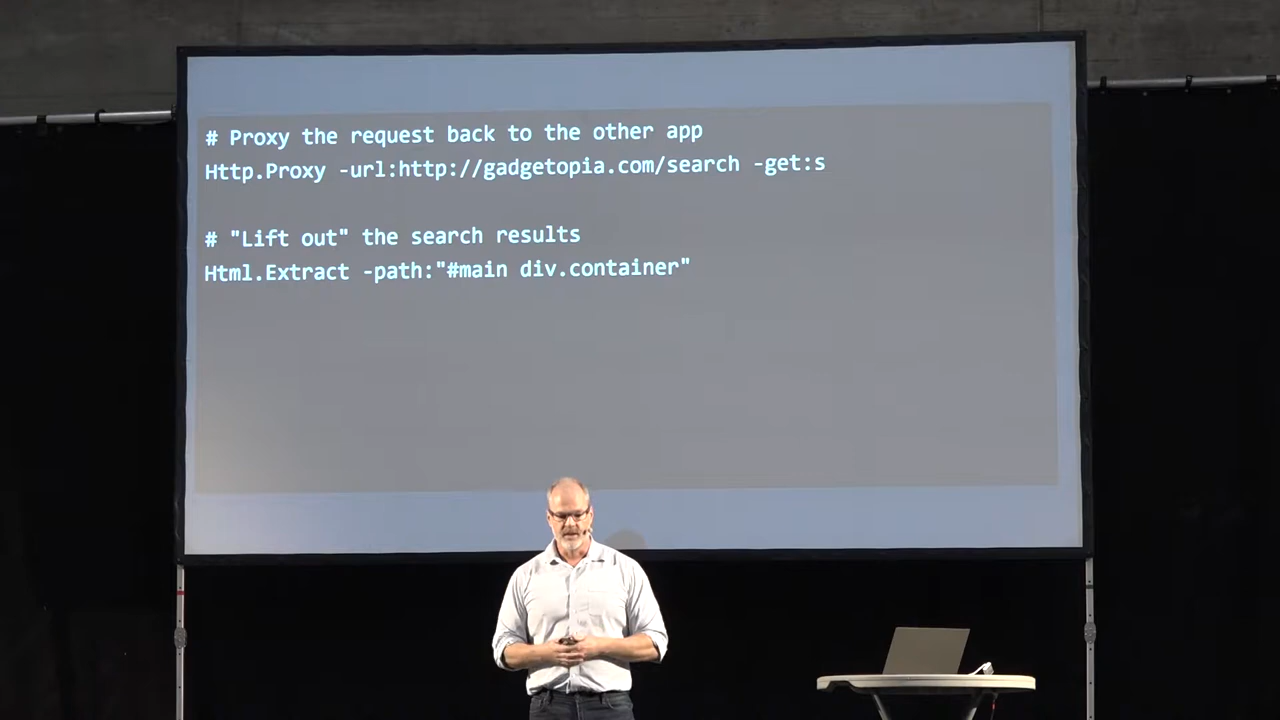 # Proxy the request back to the other app
Http.Proxy -url:http://gadgetopia.com/search -get:s
# "Lift out" the search results
Html.Extract -path:"#main div.container"